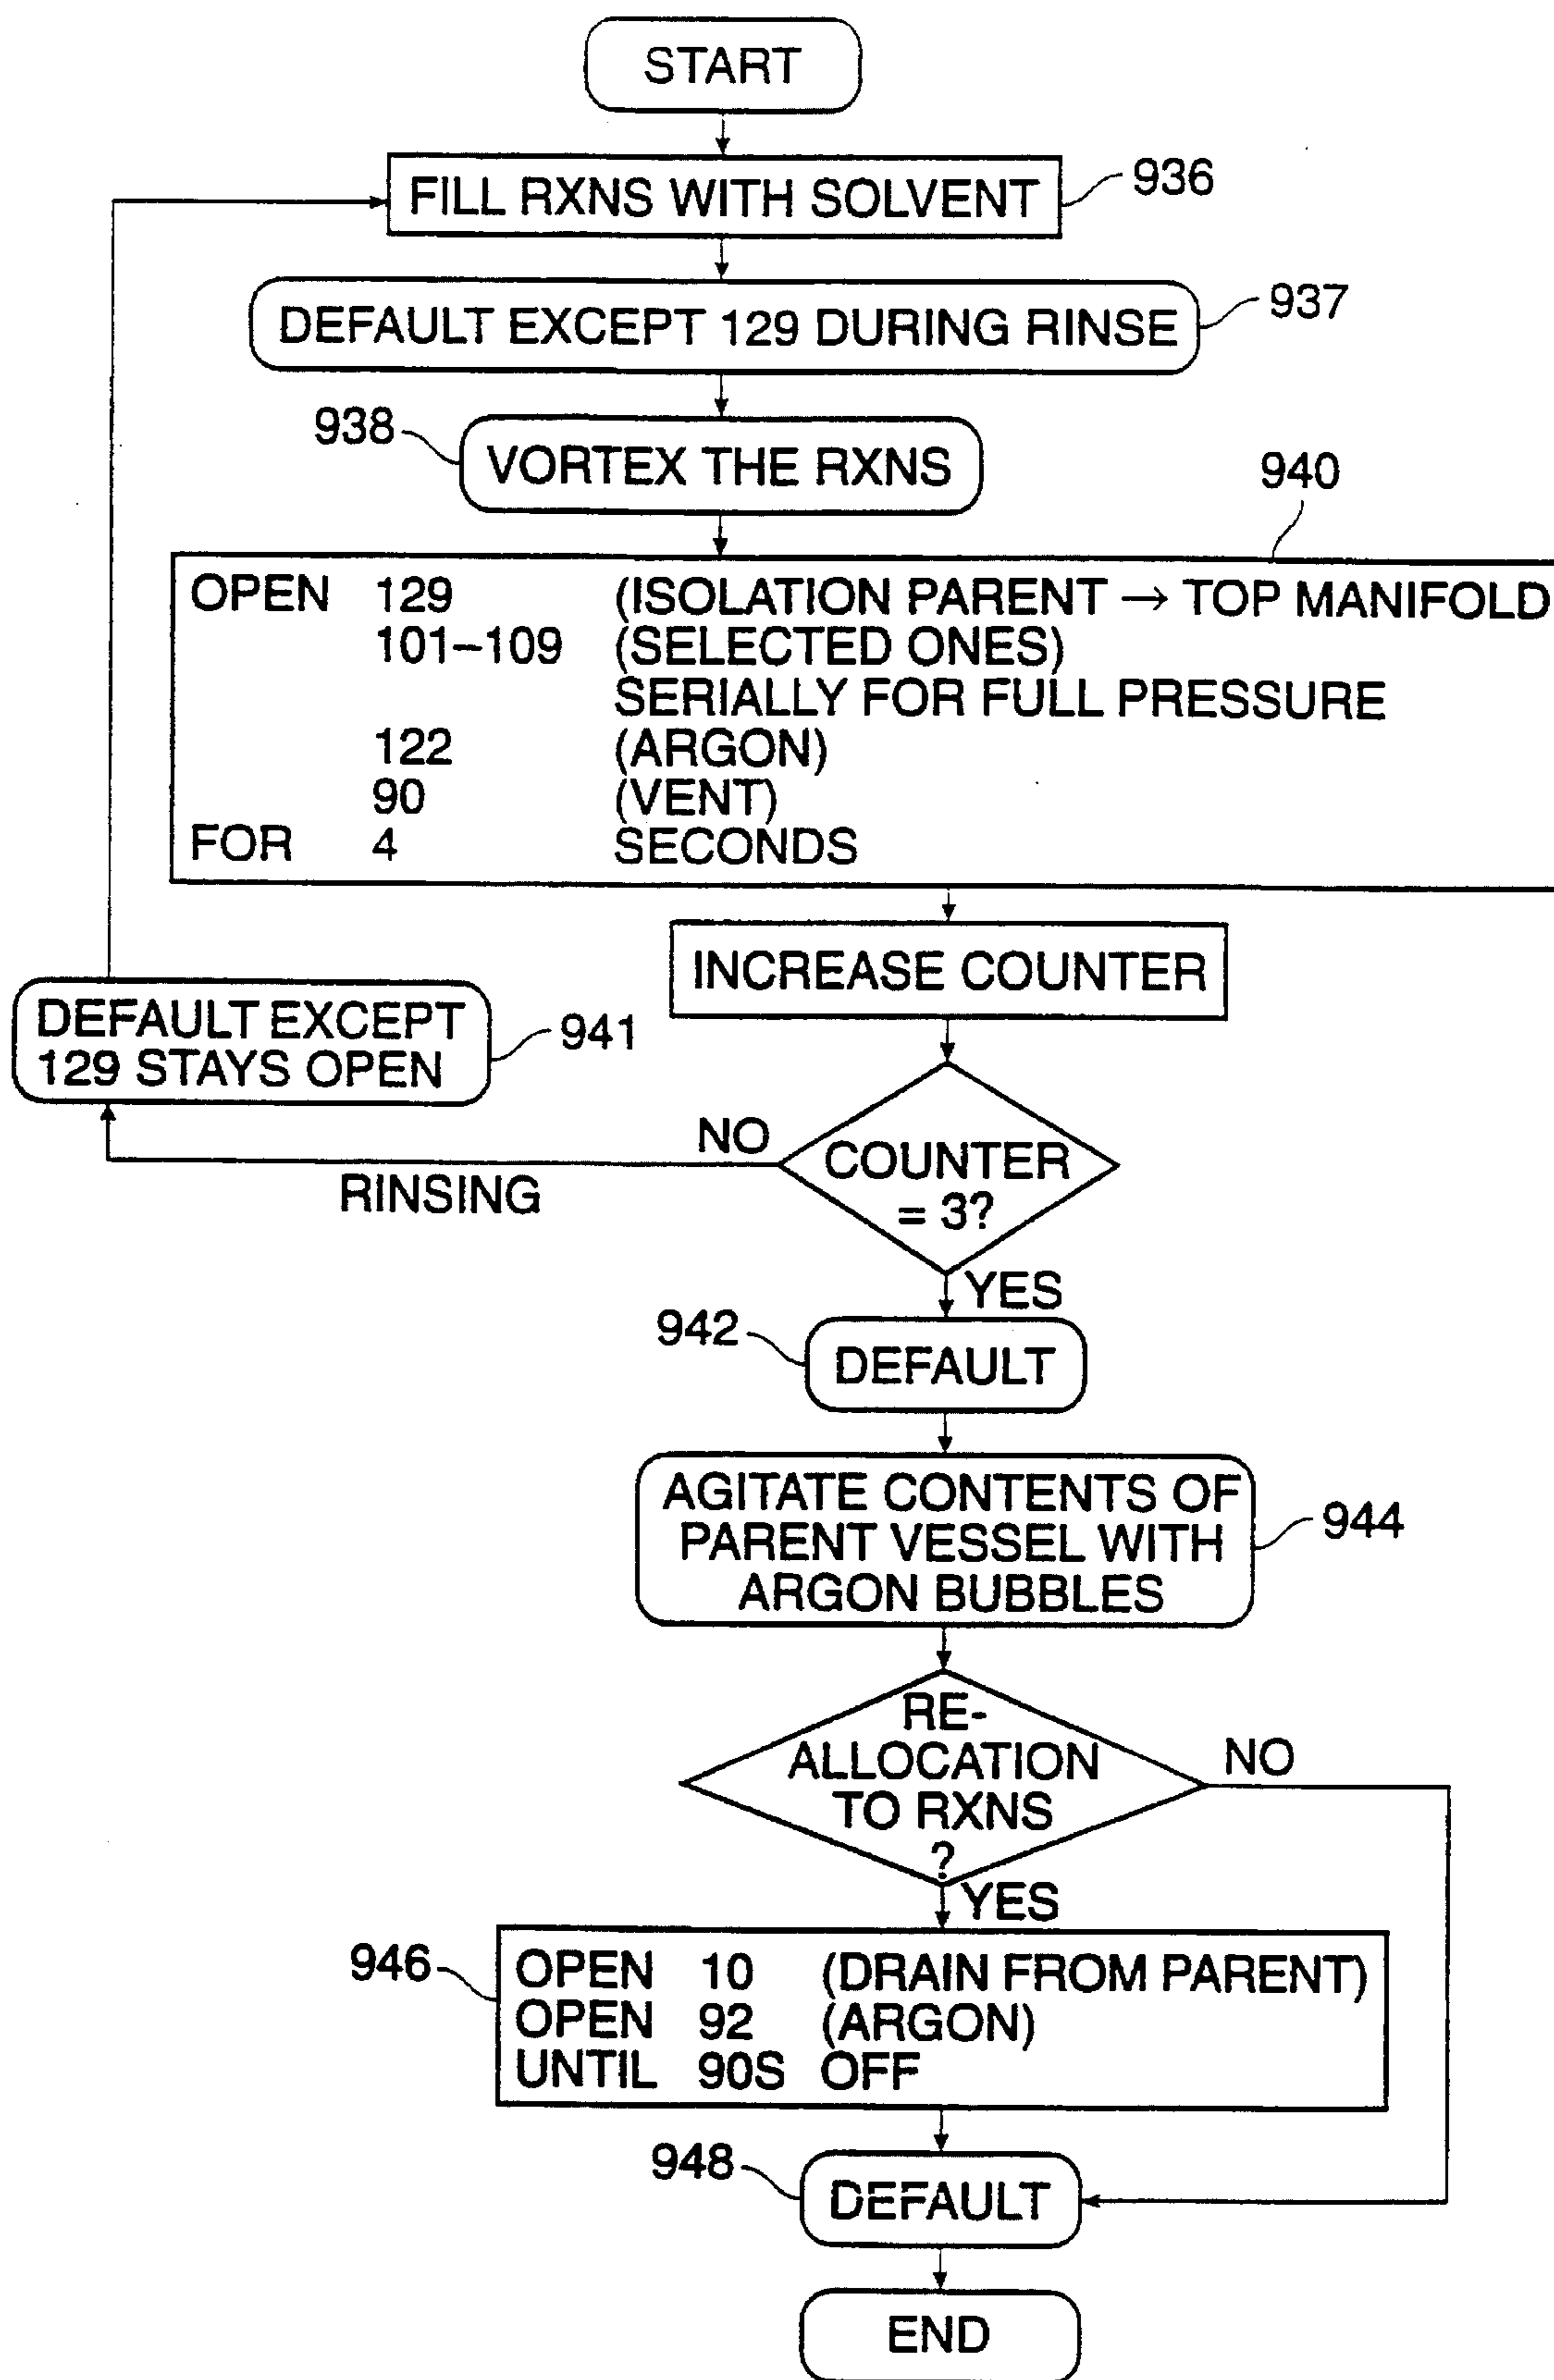 START
FILL RXNS WITH SOLVENT
936
DEFAULT EXCEPT 129 DURING RINSE
937
938
VORTEX THE RXNS
940
OPEN 129 (ISOLATION PARENT → TOP MANIFOLD
101–109 (SELECTED ONES)
SERIALLY FOR FULL PRESSURE
122 (ARGON)
90 (VENT)
FOR 4 SECONDS
INCREASE COUNTER
DEFAULT EXCEPT
129 STAYS OPEN
941
NO
RINSING
COUNTER
= 3?
YES
942
DEFAULT
AGITATE CONTENTS OF
PARENT VESSEL WITH
ARGON BUBBLES
944
RE-
ALLOCATION
TO RXNS
?
NO
YES
946
OPEN 10 (DRAIN FROM PARENT)
OPEN 92 (ARGON)
UNTIL 90S OFF
948
DEFAULT
END